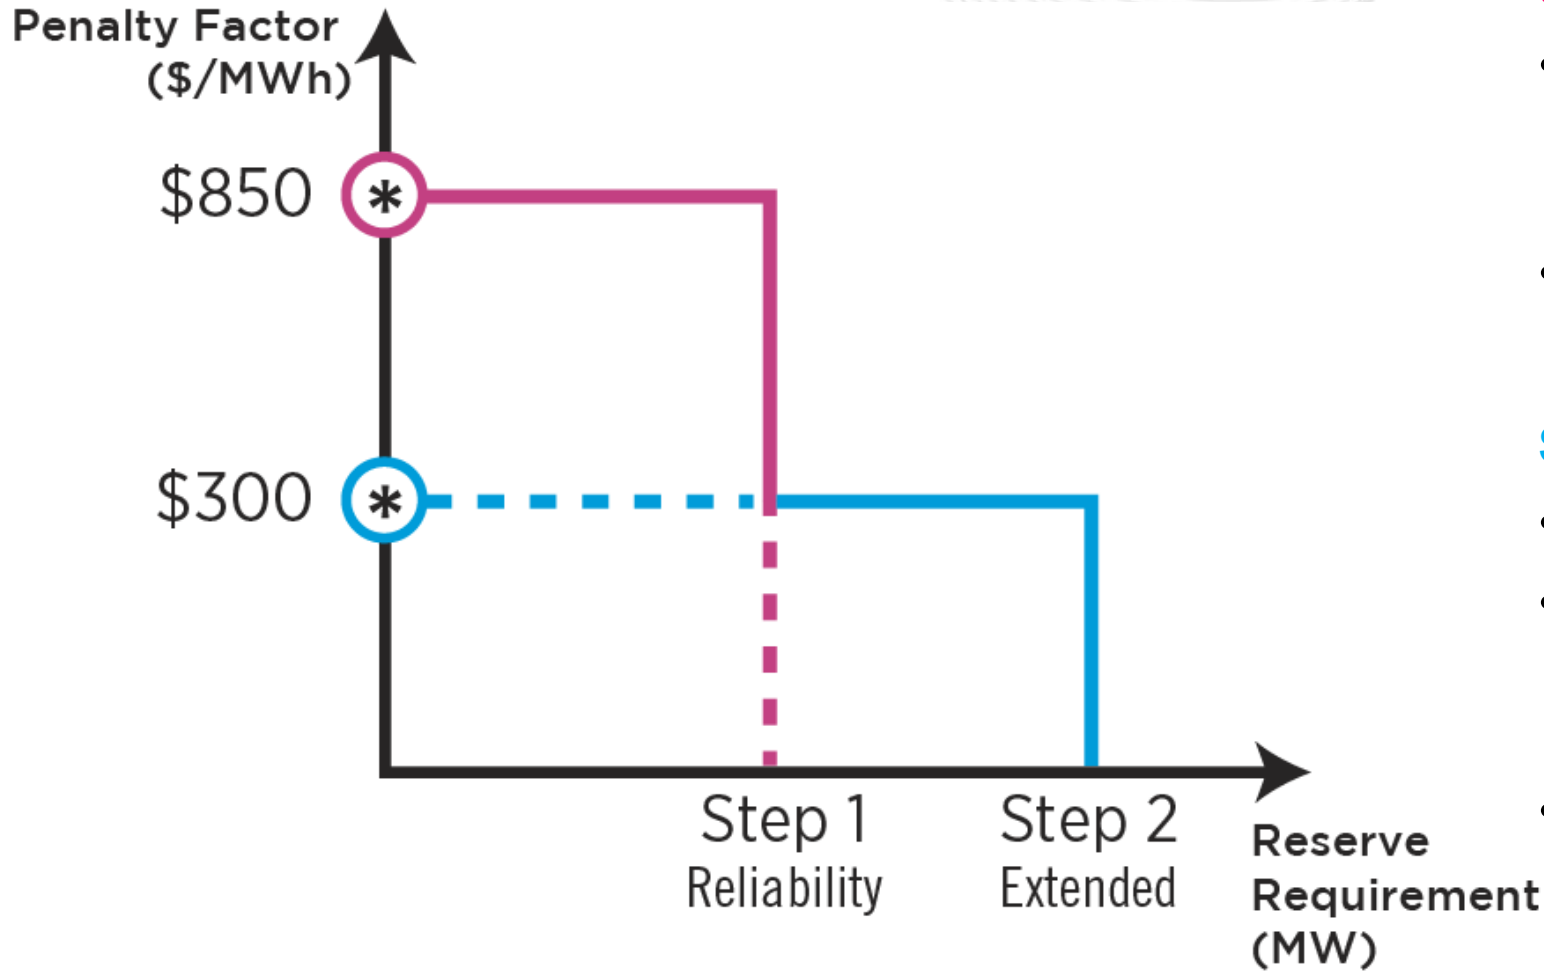 Penalty Factor
($/MWh)
$850
*
$300
*
Step 1
Reliability
Step 2
Extended
Reserve
Requirement
(MW)